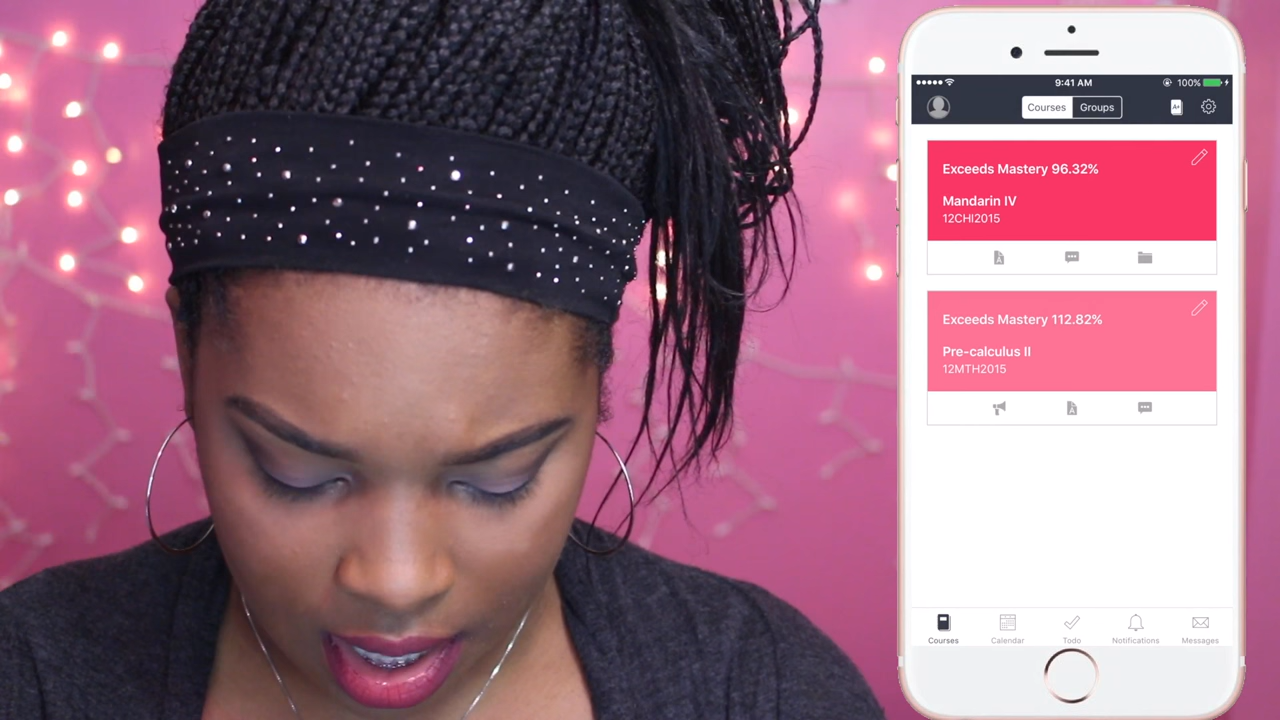 9:41 AM 100%
Courses Groups
A+
Exceeds Mastery 96.32%
Mandarin IV
12CHI2015
A
Exceeds Mastery 112.82%
Pre-calculus II
12MTH2015
A
Courses Calendar Todo Notifications Messages